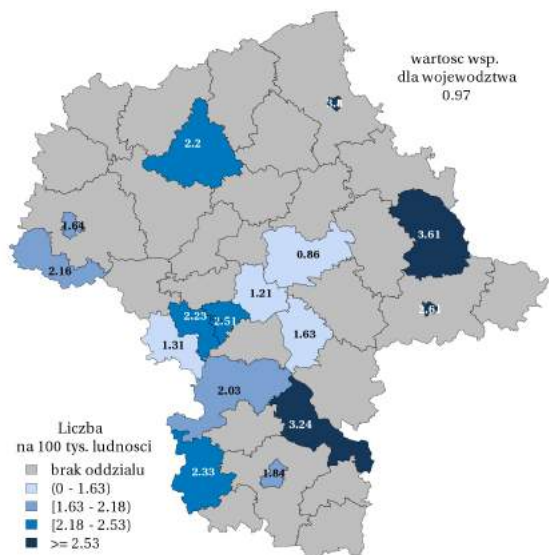 wartosc wsp.
dla wojewodztwa
0.97
2.2
1.64
3.61
0.86
2.16
1.21
2.61
2.23
2.51
1.63
1.31
2.03
3.24
2.33
1.84
Liczba
na 100 tys. ludnosci
brak oddzialu
(0 - 1.63)
[1.63 - 2.18)
[2.18 - 2.53)
>= 2.53